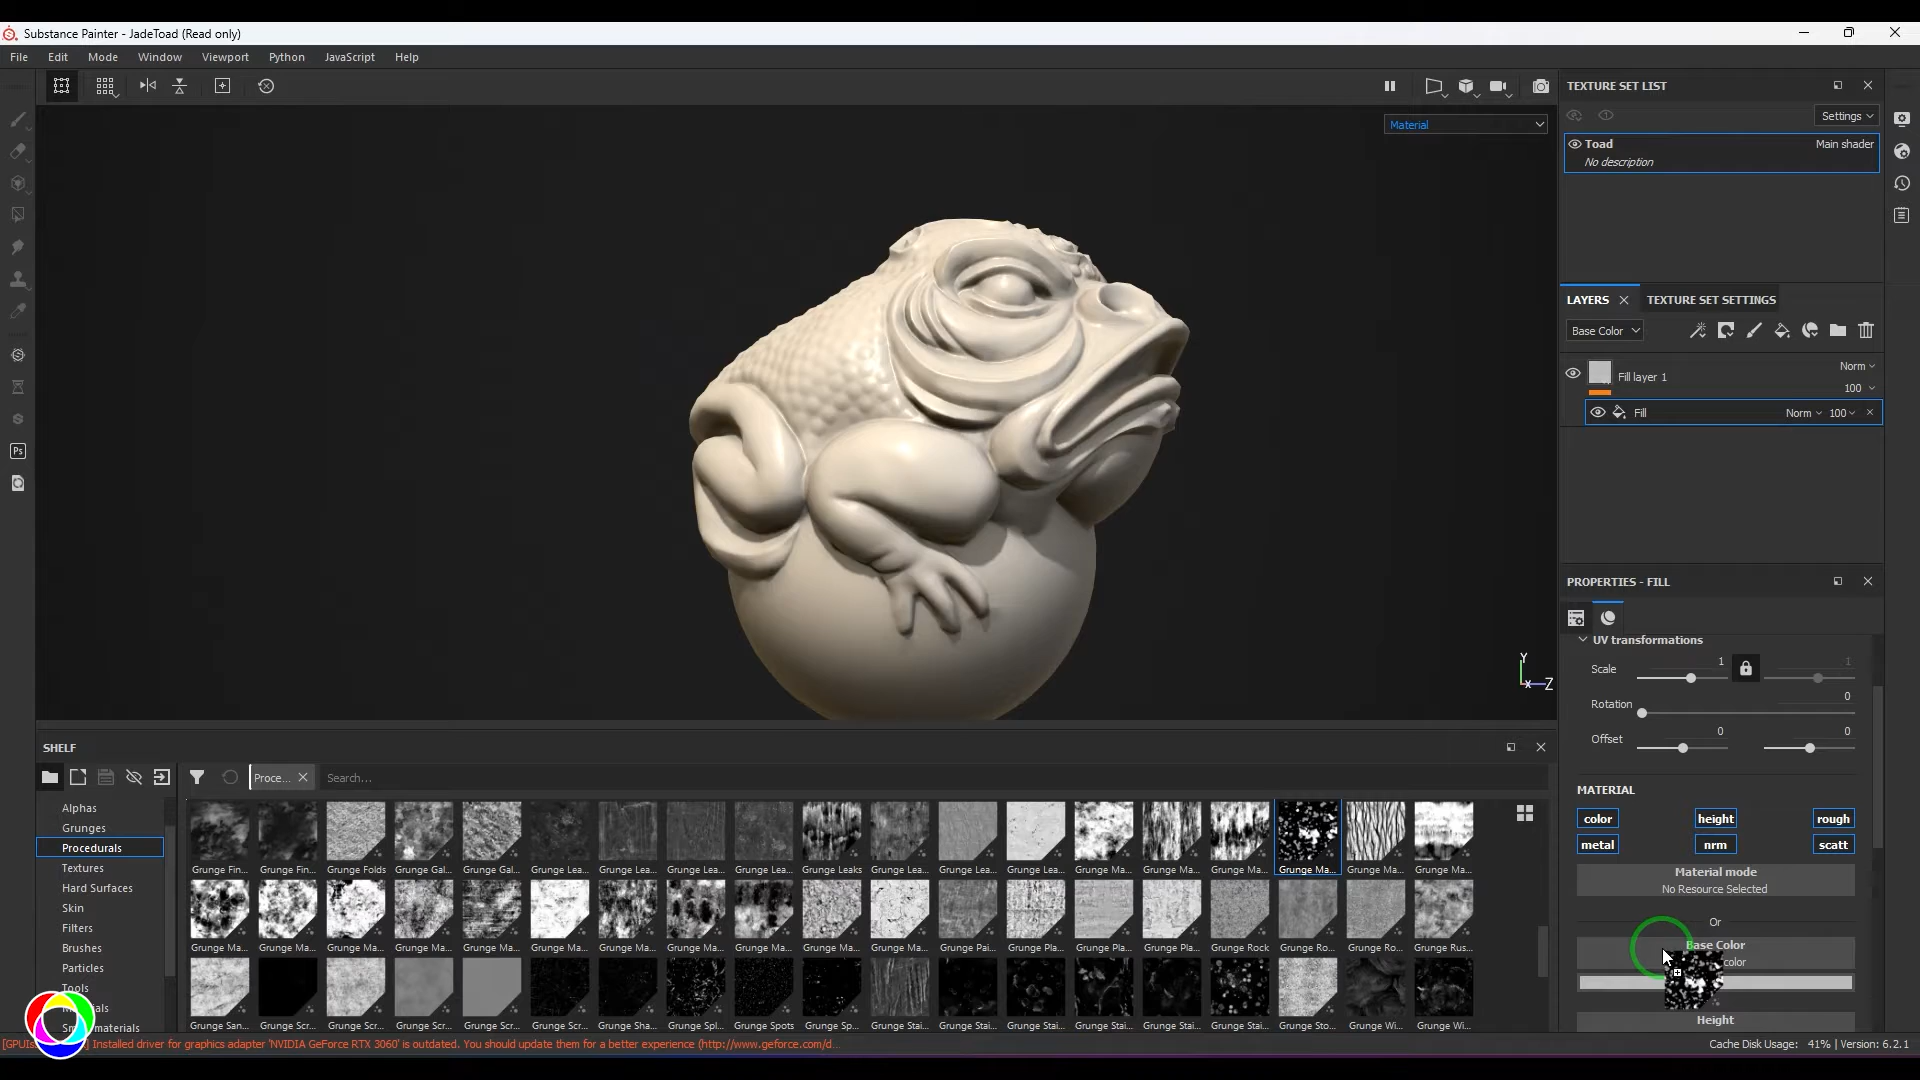 Substance Painter - JadeToad (Read only)
File Edit Mode Window Viewport Python JavaScript Help
Material
TEXTURE SET LIST
Settings
Toad Main shader
No description
LAYERS TEXTURE SET SETTINGS
Base Color
Fill layer 1 Norm
100
Fill Norm 100
Ps
PROPERTIES - FILL
UV transformations
Scale 1 1
Rotation 0
Offset 0 0
MATERIAL
color height rough
metal nrm scatt
Material mode
No Resource Selected
Or
Base Color
color
Height
Y
X Z
SHELF
Proce... Search...
Alphas
Grunges
Procedurals
Textures
Hard Surfaces
Skin
Filters
Brushes
Particles
Tools
Grunge Fin... Grunge Fin... Grunge Folds Grunge Gal... Grunge Gal... Grunge Lea... Grunge Lea... Grunge Lea... Grunge Lea... Grunge Leaks Grunge Lea... Grunge Lea... Grunge Lea... Grunge Ma... Grunge Ma... Grunge Ma... Grunge Ma... Grunge Ma... Grunge Ma...
Grunge Ma... Grunge Ma... Grunge Ma... Grunge Ma... Grunge Ma... Grunge Ma... Grunge Ma... Grunge Ma... Grunge Ma... Grunge Ma... Grunge Ma... Grunge Pai... Grunge Pla... Grunge Pla... Grunge Pla... Grunge Rock Grunge Ro... Grunge Ro... Grunge Rus...
Grunge San... Grunge Scr... Grunge Scr... Grunge Scr... Grunge Scr... Grunge Scr... Grunge Sha... Grunge Spl... Grunge Spots Grunge Sp... Grunge Stai... Grunge Stai... Grunge Stai... Grunge Stai... Grunge Stai... Grunge Stai... Grunge Sto... Grunge Wi... Grunge Wi...
Installed driver for graphics adapter 'NVIDIA GeForce RTX 3060' is outdated. You should update them for a better experience (http://www.geforce.com/d...
Cache Disk Usage: 41% | Version: 6.2.1